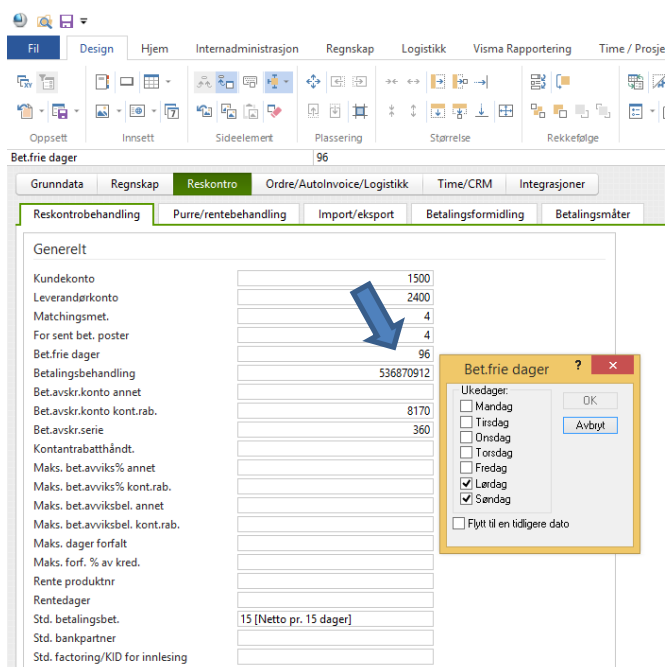 Fil Design Hjem Internadministrasjon Regnskap Logistikk Visma Rapportering Time / Prosje
Oppsett Innsett Sideelement Plassering Størrelse Rekkefølge
Bet.frie dager 96
Grunndata Regnskap Reskontro Ordre/AutoInvoice/Logistikk Time/CRM Integrasjoner
Reskontrobehandling Purre/rentebehandling Import/eksport Betalingsformidling Betalingsmåter
Generelt
Kundekonto 1500
Leverandørkonto 2400
Matchingsmet. 4
For sent bet. poster 4
Bet.frie dager 96
Betalingsbehandling 536870912
Bet.avskr.konto annet
Bet.avskr.konto kont.rab. 8170
Bet.avskr.serie 360
Kontantrabatthåndt.
Maks. bet.avviks% annet
Maks. bet.avviks% kont.rab.
Maks. bet.avviksbel. annet
Maks. bet.avviksbel. kont.rab.
Maks. dager forfalt
Maks. forf. % av kred.
Rente produktnr
Rentedager
Std. betalingsbet. 15 [Netto pr. 15 dager]
Std. bankpartner
Std. factoring/KID for innlesing
Bet.frie dager ? ×
Ukedager:
Mandag
Tirsdag
Onsdag
Torsdag
Fredag
Lørdag
Søndag
OK
Avbryt
Flytt til en tidligere dato